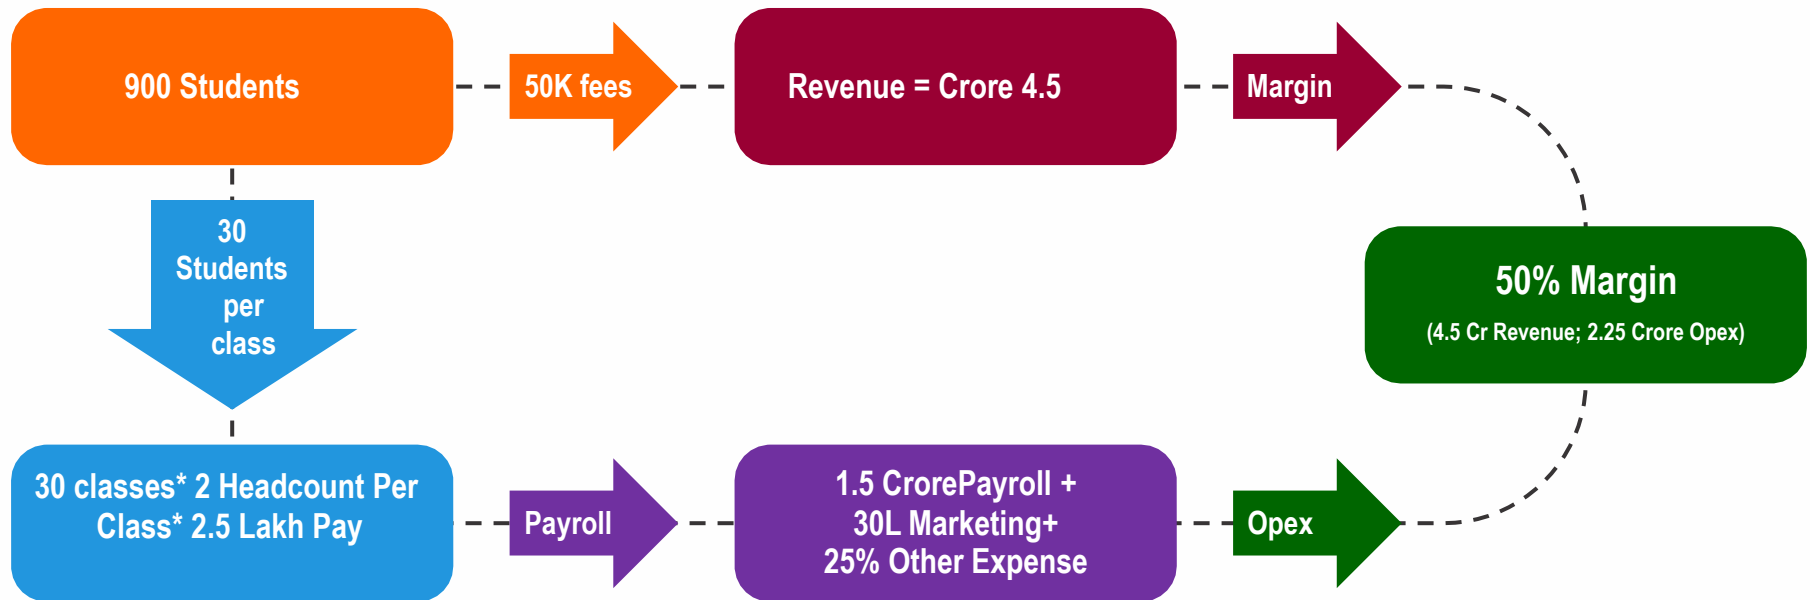 900 Students
50K fees
Revenue = Crore 4.5
Margin
30
Students
per
class
50% Margin
(4.5 Cr Revenue; 2.25 Crore Opex)
30 classes* 2 Headcount Per
Class* 2.5 Lakh Pay
Payroll
1.5 CrorePayroll +
30L Marketing+
25% Other Expense
Opex